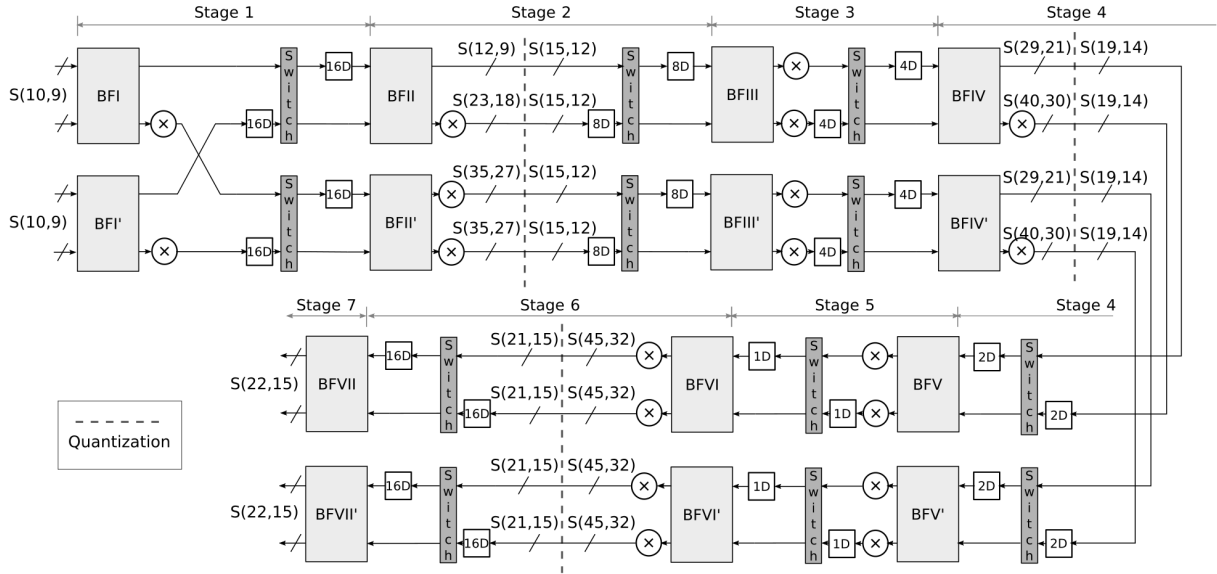 Stage 1 Stage 2 Stage 3 Stage 4
S(12,9) S(15,12) S(29,21) S(19,14)
BFI Switch 16D BFII Switch 8D BFIII Switch 4D BFIV
S(10,9) S(23,18) S(15,12) S(40,30) S(19,14)
16D 8D 4D
S(35,27) S(15,12) S(29,21) S(19,14)
S(10,9) BFI' Switch 16D BFII' Switch 8D BFIII' Switch 4D BFIV'
S(35,27) S(15,12) S(40,30) S(19,14)
16D 8D 4D
Stage 7 Stage 6 Stage 5 Stage 4
S(21,15) S(45,32)
BFVII 16D Switch BFVI 1D Switch BFV 2D Switch
S(22,15) S(21,15) S(45,32)
16D 1D 2D
Quantization
S(21,15) S(45,32)
BFVII' 16D Switch BFVI' 1D Switch BFV' 2D Switch
S(22,15) S(21,15) S(45,32)
16D 1D 2D